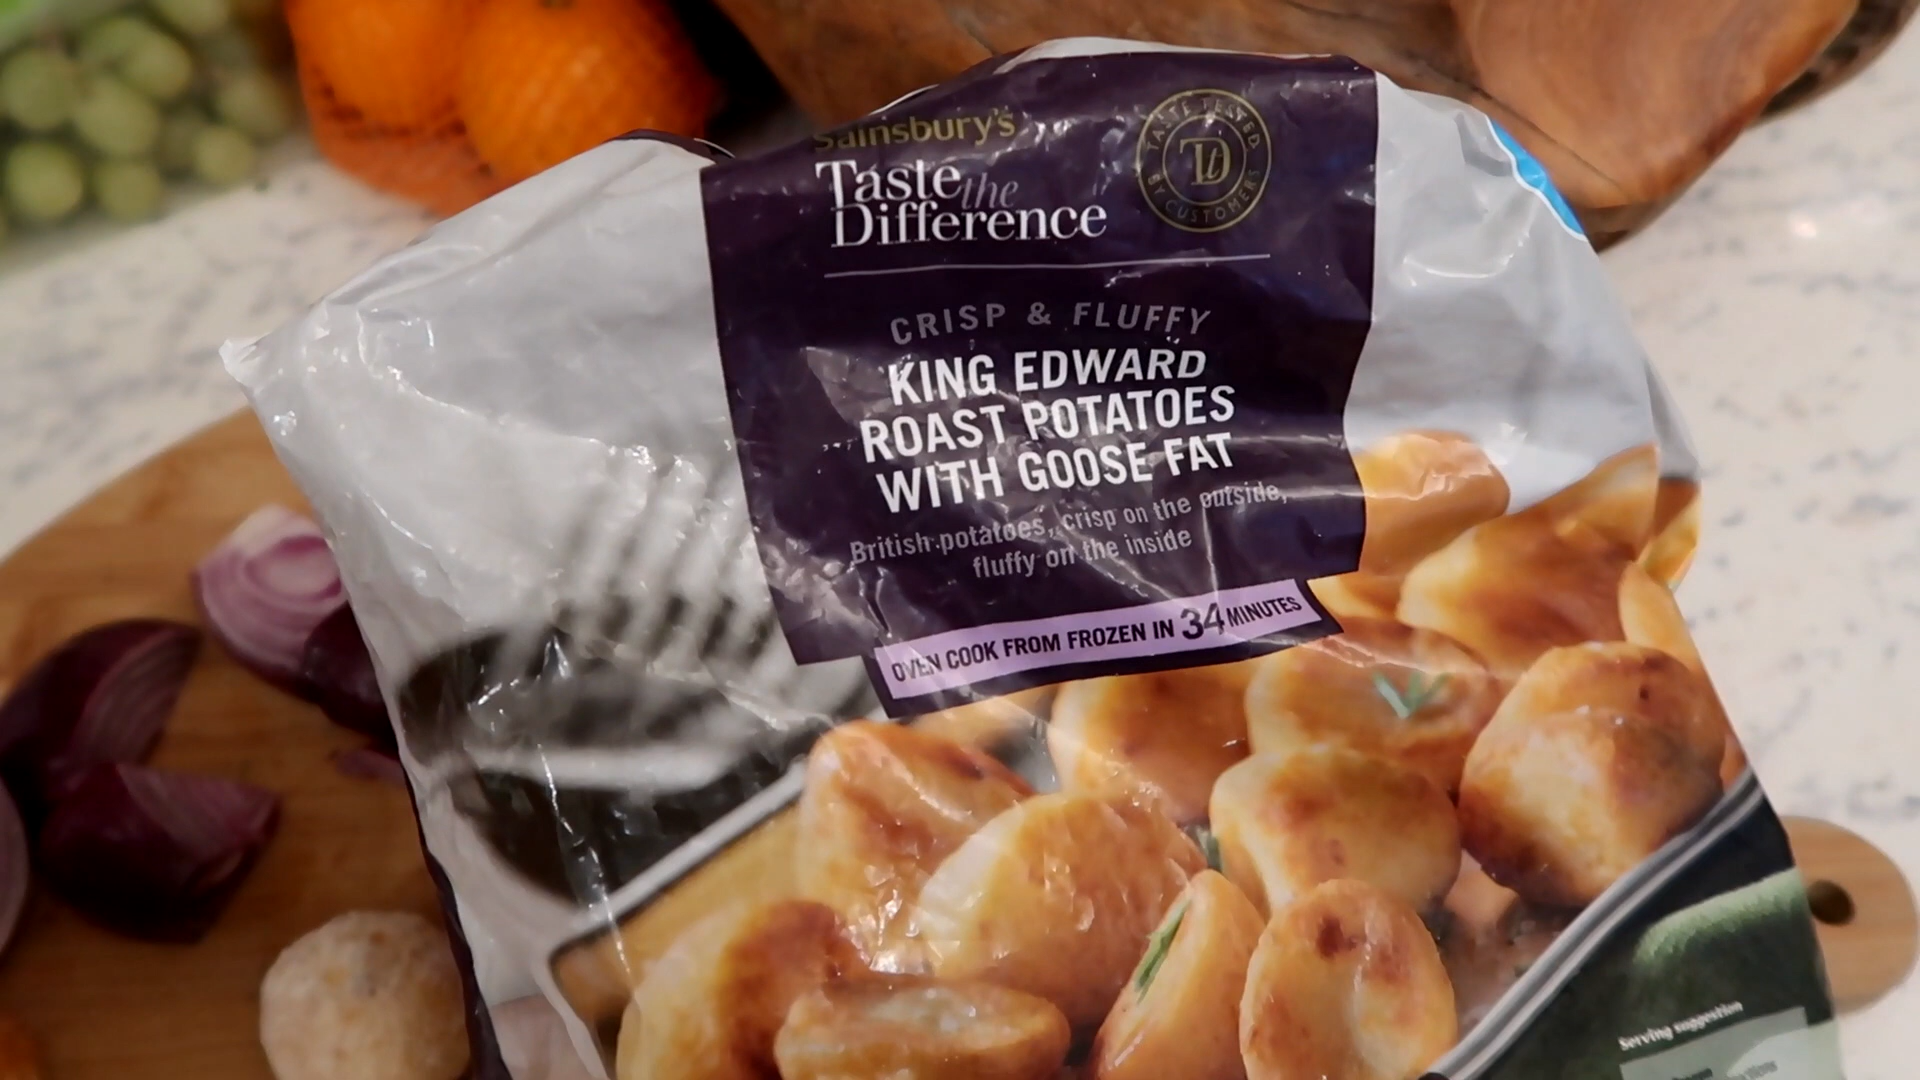 Sainsbury's
Taste the
Difference
TASTE TESTED BY CUSTOMERS
TtD
CRISP & FLUFFY
KING EDWARD
ROAST POTATOES
WITH GOOSE FAT
British potatoes, crisp on the outside,
fluffy on the inside
OVEN COOK FROM FROZEN IN 34 MINUTES
Serving suggestion